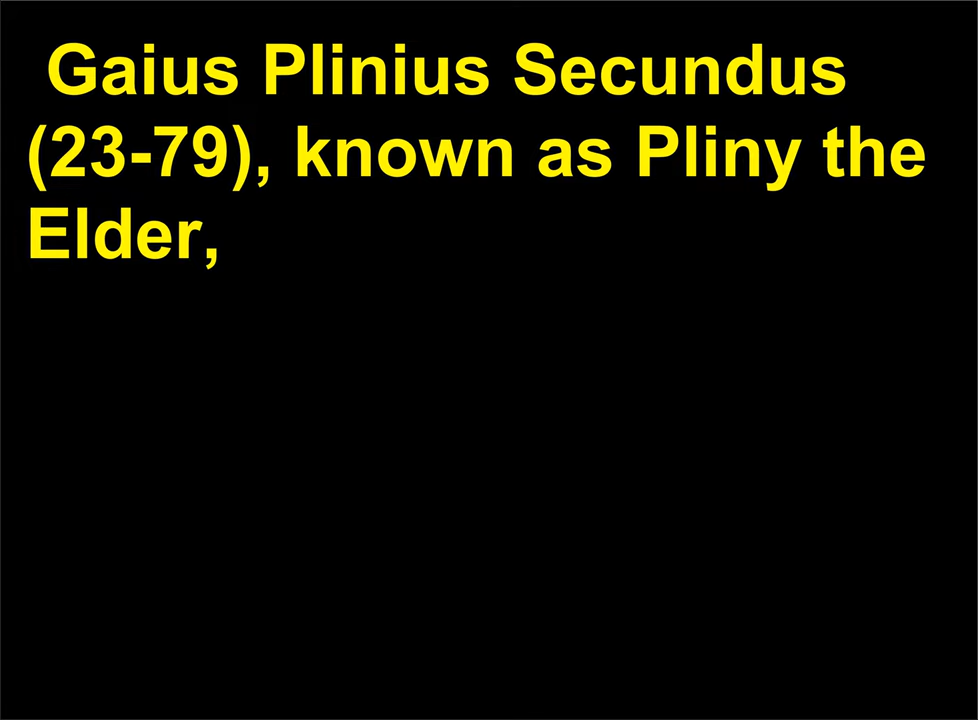 Gaius Plinius Secundus
(23-79), known as Pliny the
Elder,